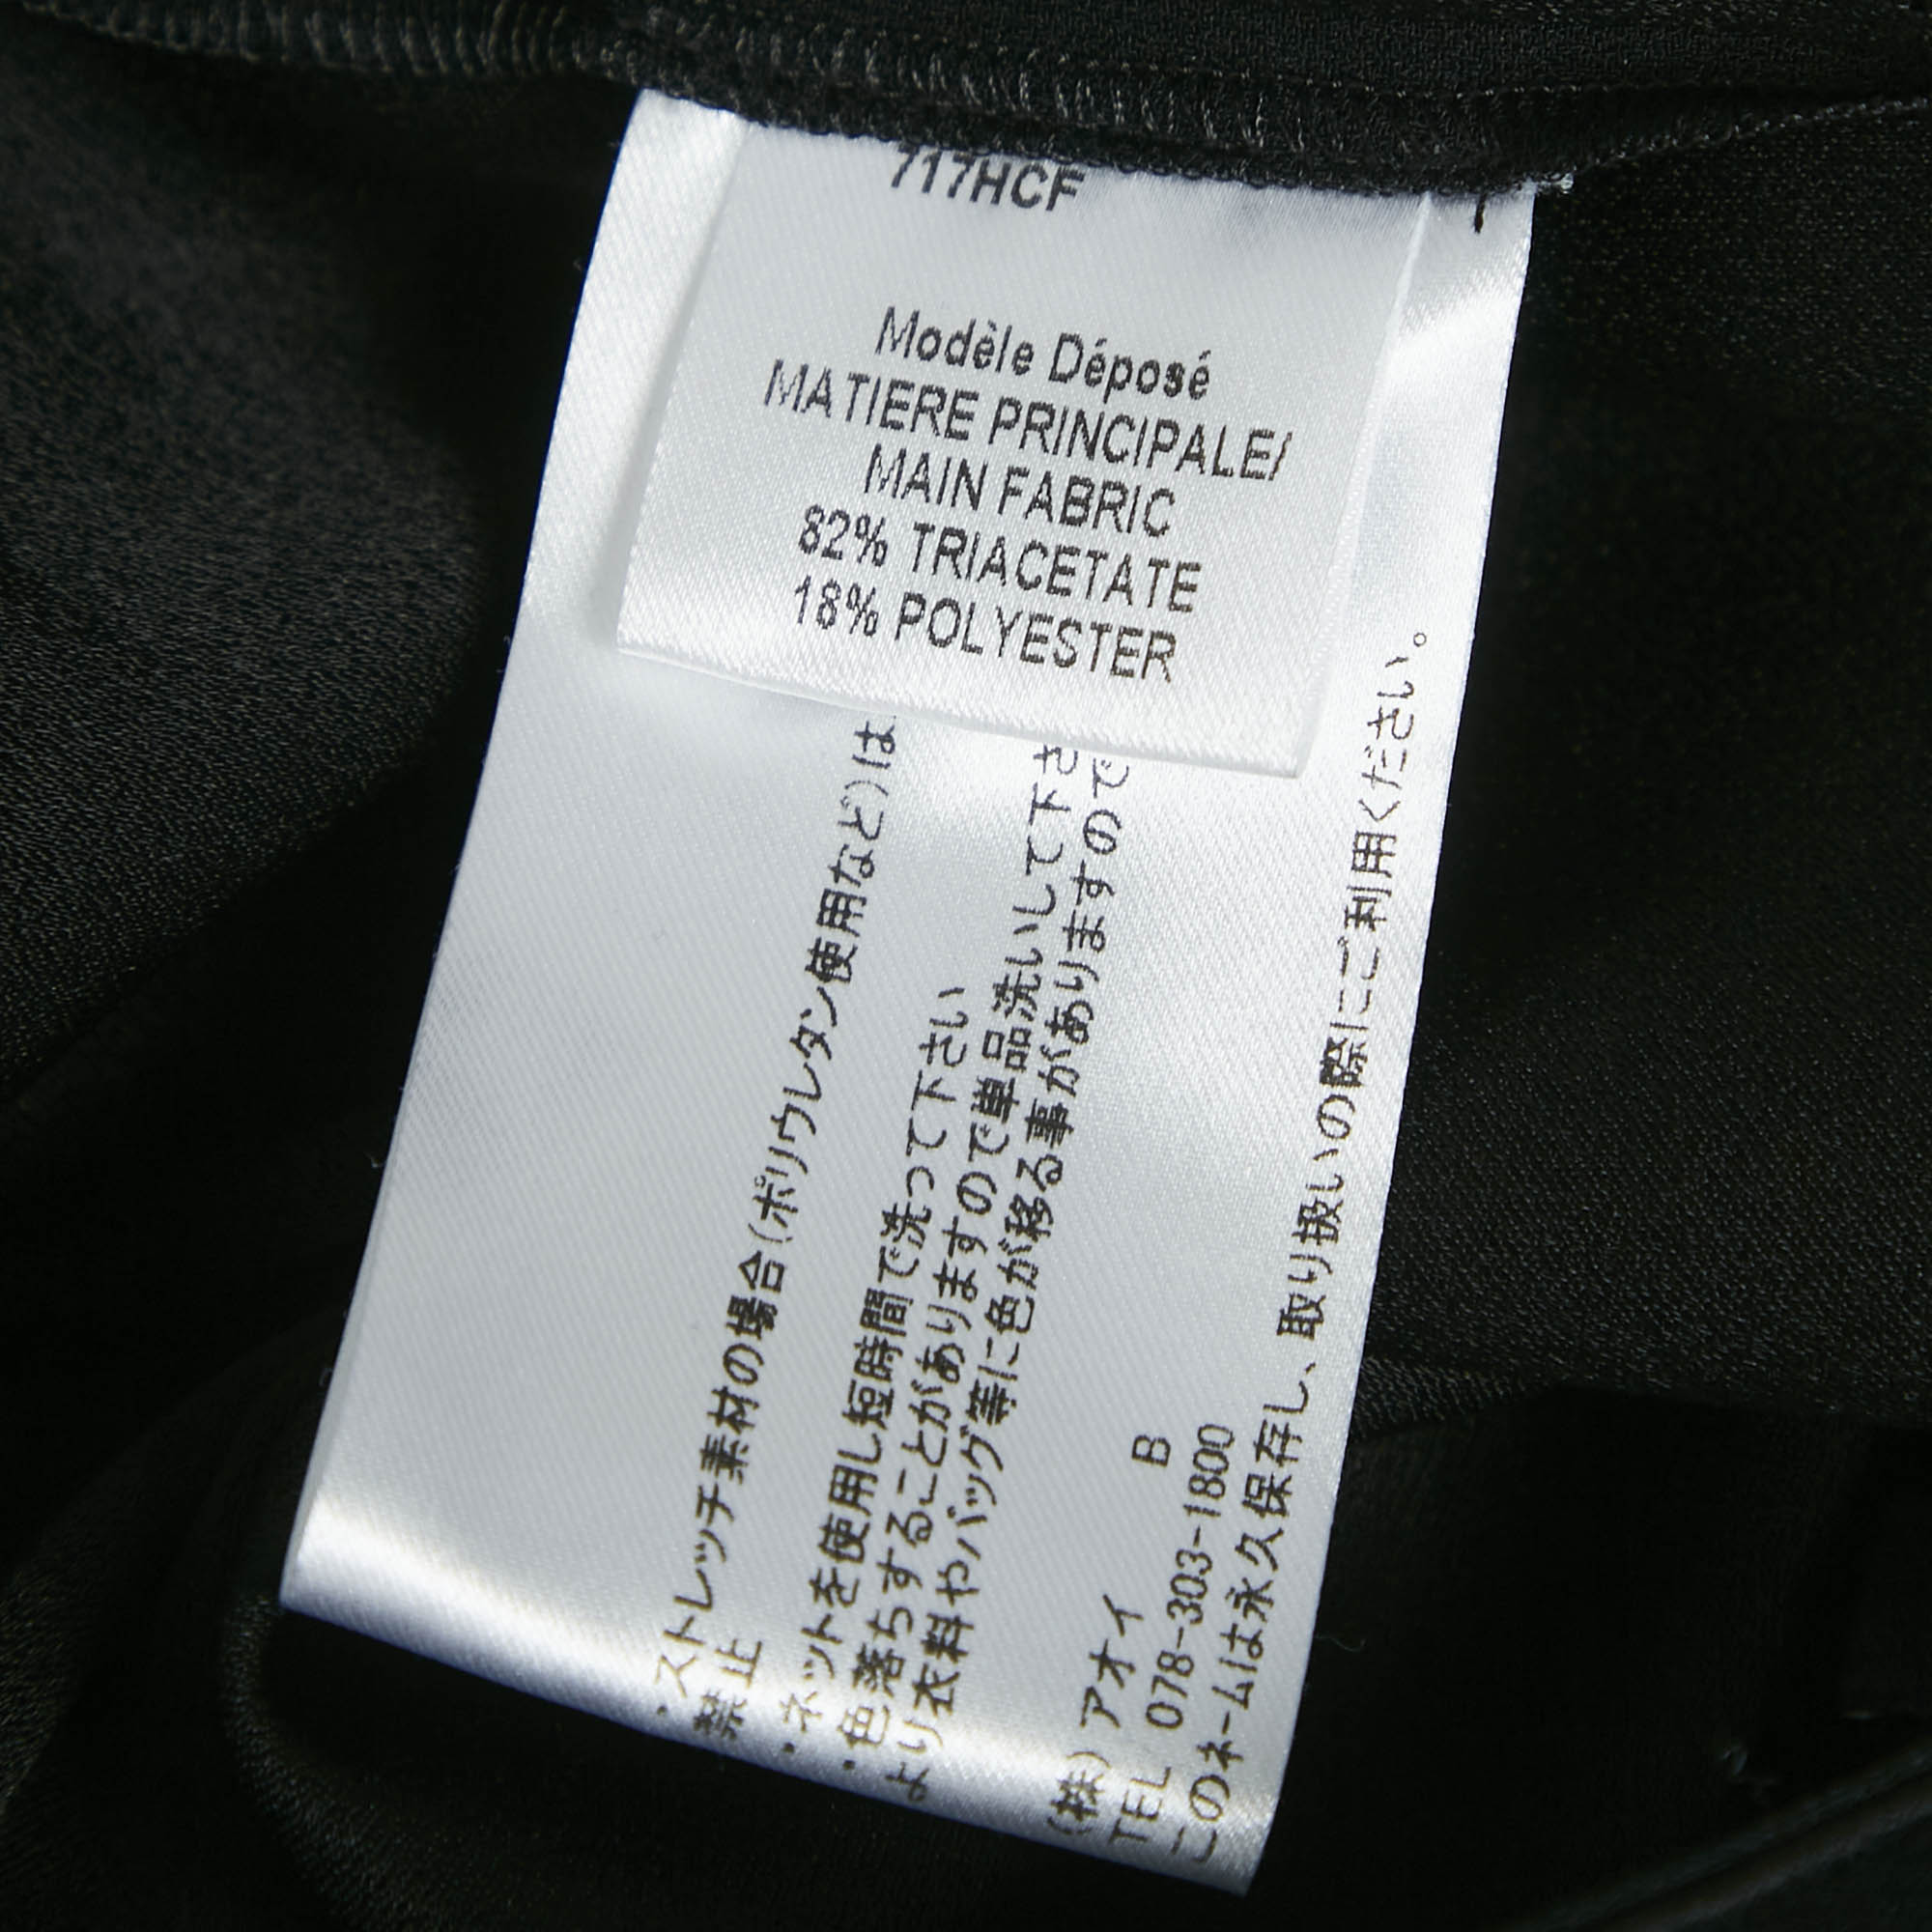 717HCF
Modèle Déposé
MATIERE PRINCIPALE/
MAIN FABRIC
82% TRIACETATE
18% POLYESTER
・ストレッチ素材の場合(ポリウレタン使用など)は
禁止
・ネットを使用し短時間で洗って下さい
・色落ちすることがありますので単品洗いして下さ
より衣料やバッグ等に色が移る事がありますので
(株)アオイ B
TEL 078-303-1800
このネームは永久保存し、取り扱いの際にご利用ください。